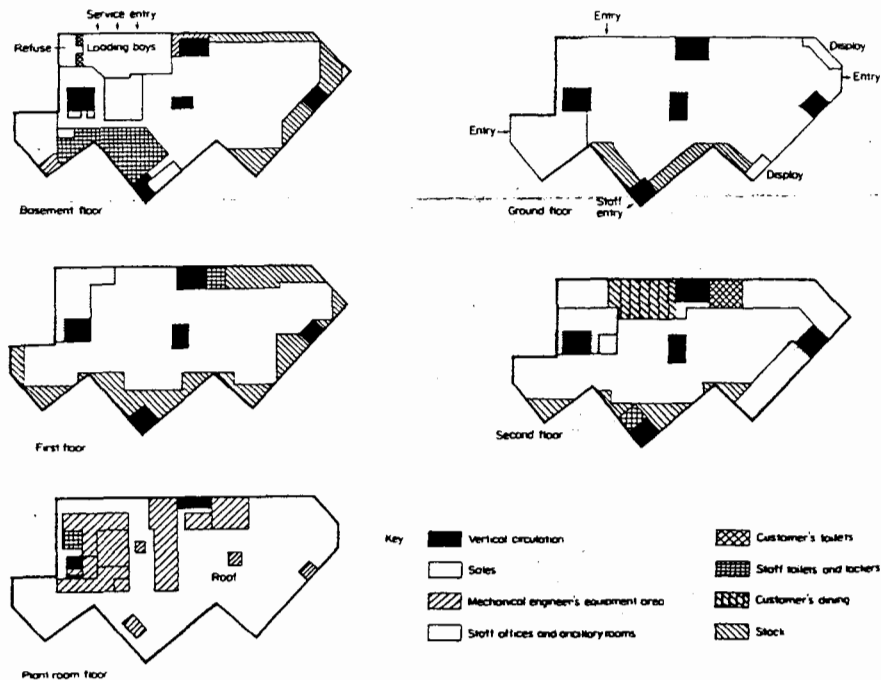 Service entry
Refuse
Loading bays
Basement floor
Entry
Display
Entry
Entry
Display
Staff
entry
Ground floor
First floor
Second floor
Roof
Plant room floor
Key
Vertical circulation
Sales
Mechanical engineer's equipment area
Staff offices and ancillary rooms
Customer's toilets
Staff toilets and lockers
Customer's dining
Stock